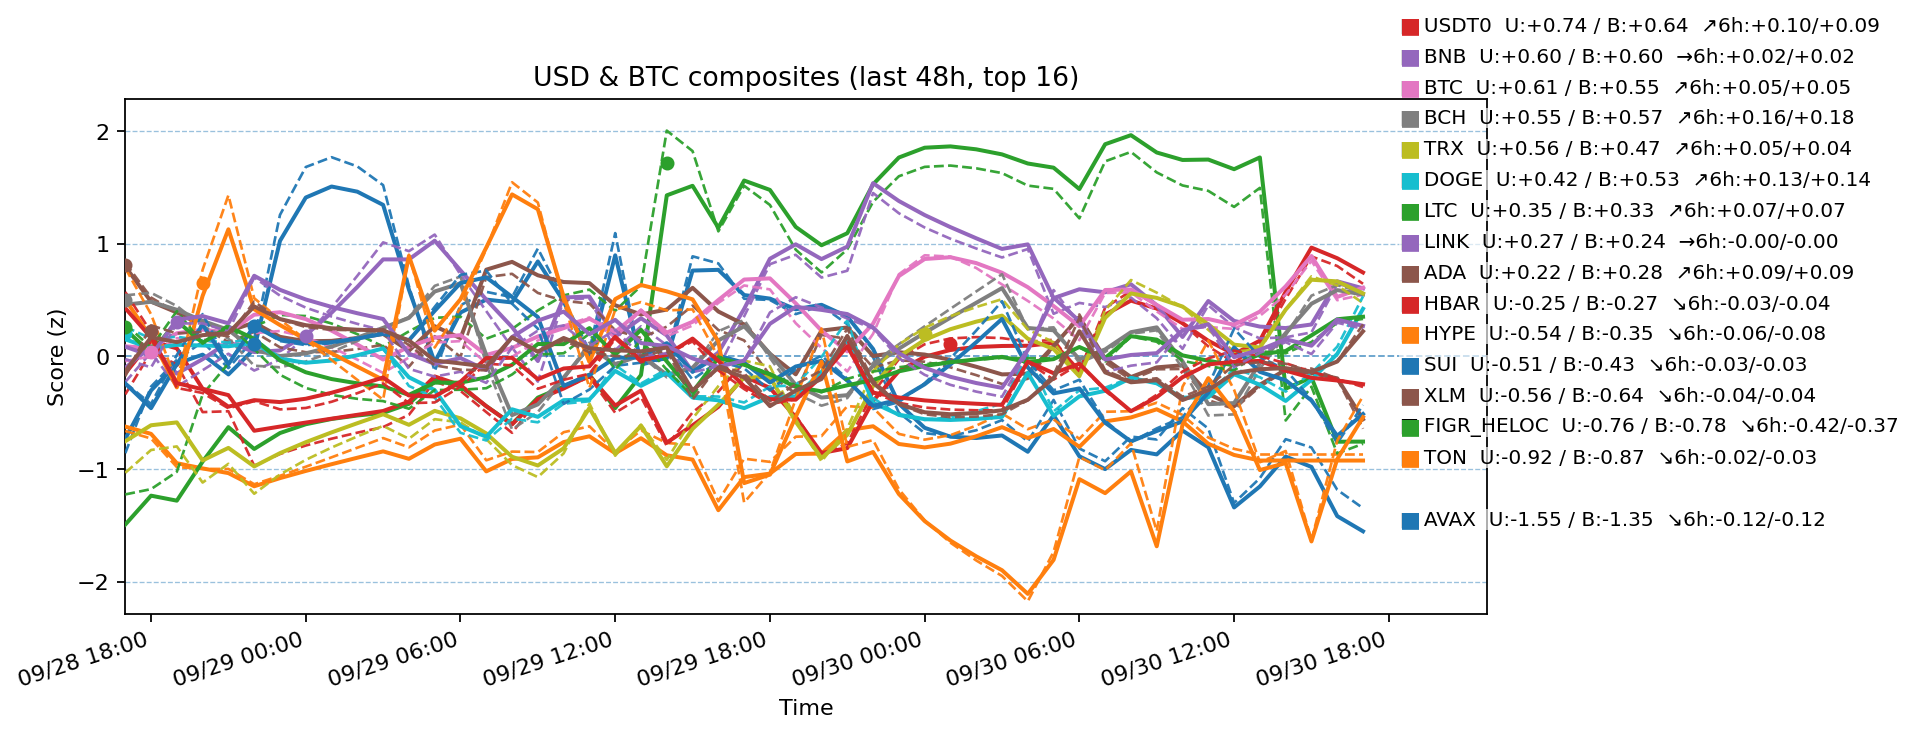 USD & BTC composites (last 48h, top 16)
USDT0  U:+0.74 / B:+0.64  ↗6h:+0.10/+0.09
BNB  U:+0.60 / B:+0.60  →6h:+0.02/+0.02
BTC  U:+0.61 / B:+0.55  ↗6h:+0.05/+0.05
BCH  U:+0.55 / B:+0.57  ↗6h:+0.16/+0.18
TRX  U:+0.56 / B:+0.47  ↗6h:+0.05/+0.04
DOGE  U:+0.42 / B:+0.53  ↗6h:+0.13/+0.14
LTC  U:+0.35 / B:+0.33  ↗6h:+0.07/+0.07
LINK  U:+0.27 / B:+0.24  →6h:-0.00/-0.00
ADA  U:+0.22 / B:+0.28  ↗6h:+0.09/+0.09
HBAR  U:-0.25 / B:-0.27  ↘6h:-0.03/-0.04
HYPE  U:-0.54 / B:-0.35  ↘6h:-0.06/-0.08
SUI  U:-0.51 / B:-0.43  ↘6h:-0.03/-0.03
XLM  U:-0.56 / B:-0.64  ↘6h:-0.04/-0.04
FIGR_HELOC  U:-0.76 / B:-0.78  ↘6h:-0.42/-0.37
TON  U:-0.92 / B:-0.87  ↘6h:-0.02/-0.03
AVAX  U:-1.55 / B:-1.35  ↘6h:-0.12/-0.12
Score (z)
2
1
0
−1
−2
09/28 18:00
09/29 00:00
09/29 06:00
09/29 12:00
09/29 18:00
09/30 00:00
09/30 06:00
09/30 12:00
09/30 18:00
Time